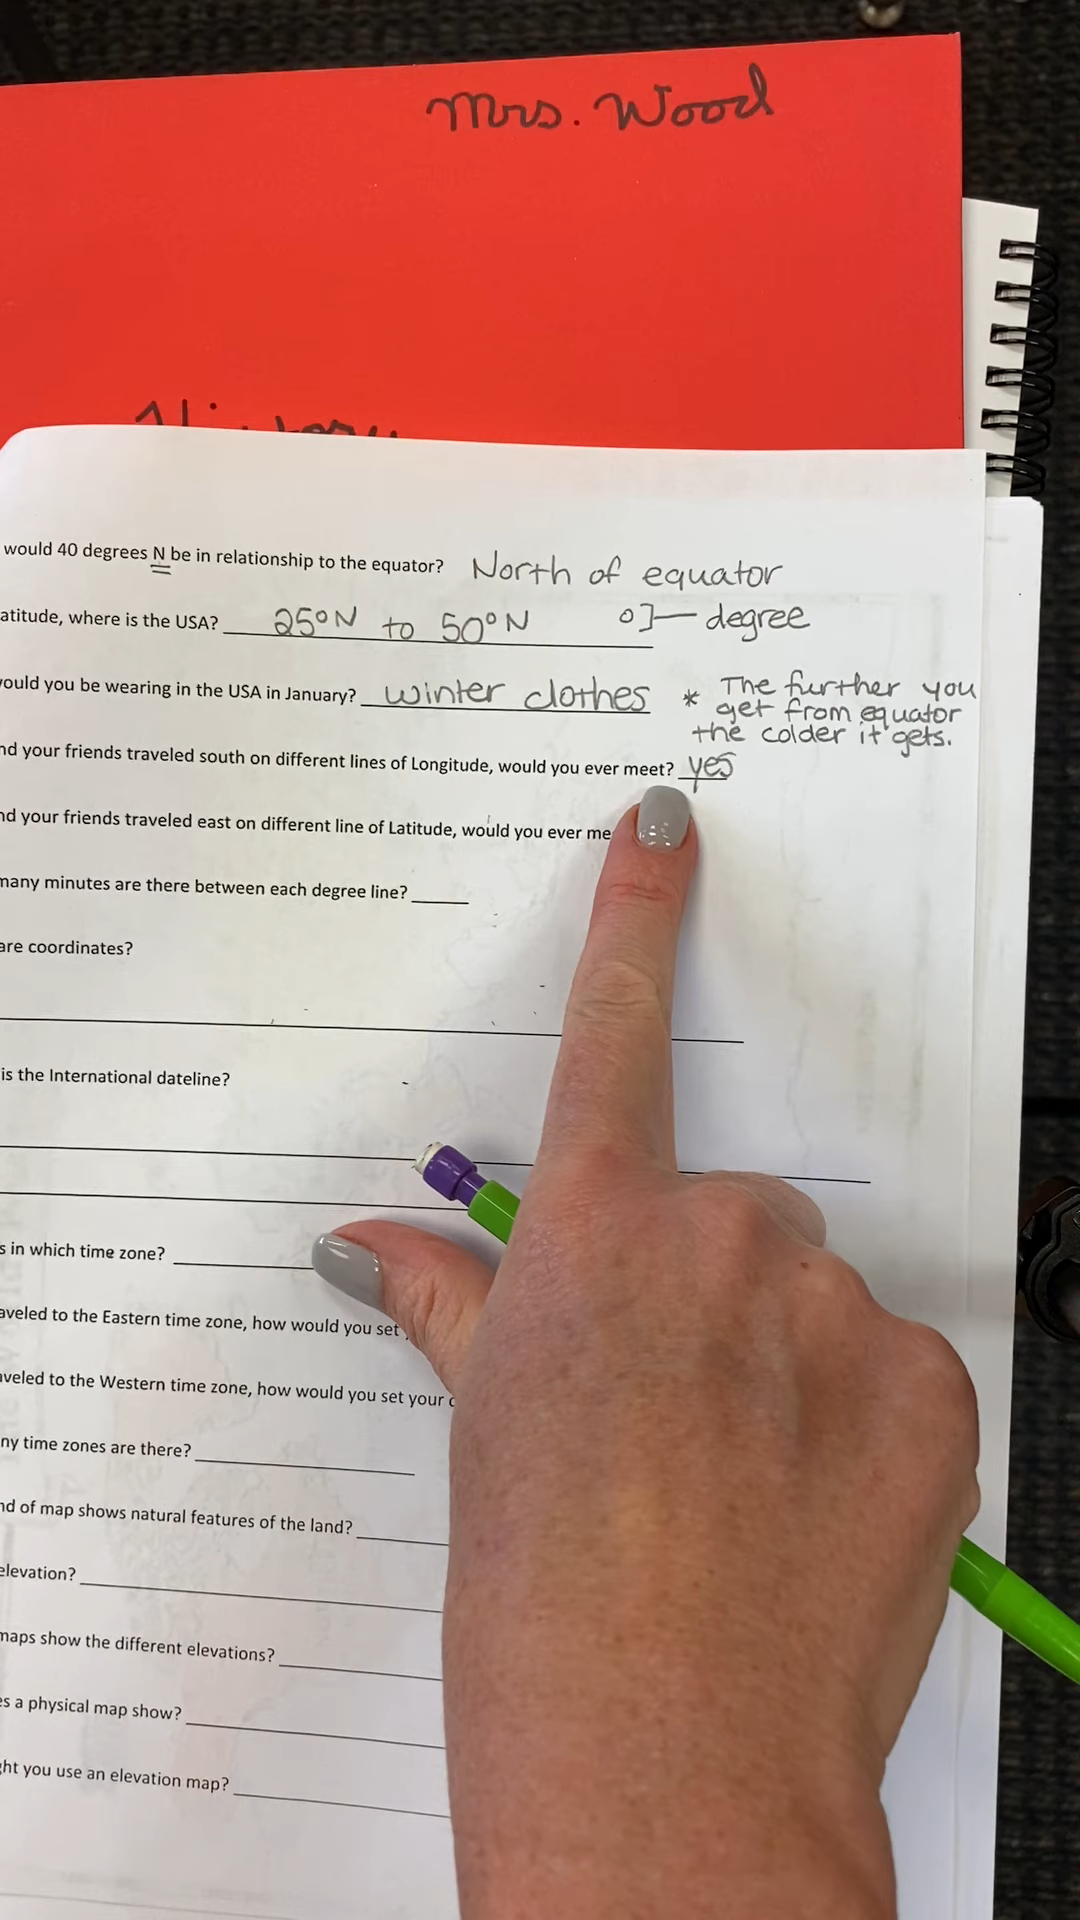 Mrs. Wood
History
would 40 degrees N be in relationship to the equator? North of equator
atitude, where is the USA? 25°N to 50°N o]— degree
ould you be wearing in the USA in January? winter clothes * The further you
get from equator
the colder it gets.
nd your friends traveled south on different lines of Longitude, would you ever meet? yes
nd your friends traveled east on different line of Latitude, would you ever me
many minutes are there between each degree line?
are coordinates?
is the International dateline?
s in which time zone?
aveled to the Eastern time zone, how would you set
aveled to the Western time zone, how would you set your
ny time zones are there?
nd of map shows natural features of the land?
elevation?
maps show the different elevations?
es a physical map show?
ght you use an elevation map?